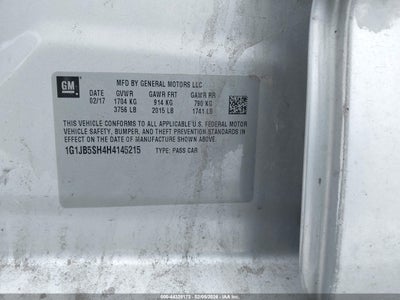 GM
MFD BY GENERAL MOTORS LLC
DATE GVWR GAWR FRT GAWR RR
02/17 1704 KG 914 KG 790 KG
3756 LB 2015 LB 1741 LB
THIS VEHICLE CONFORMS TO ALL APPLICABLE U.S. FEDERAL MOTOR
VEHICLE SAFETY, BUMPER, AND THEFT PREVENTION STANDARDS IN
EFFECT ON THE DATE OF MANUFACTURE SHOWN ABOVE.
1G1JB5SH4H4145215 TYPE: PASS CAR